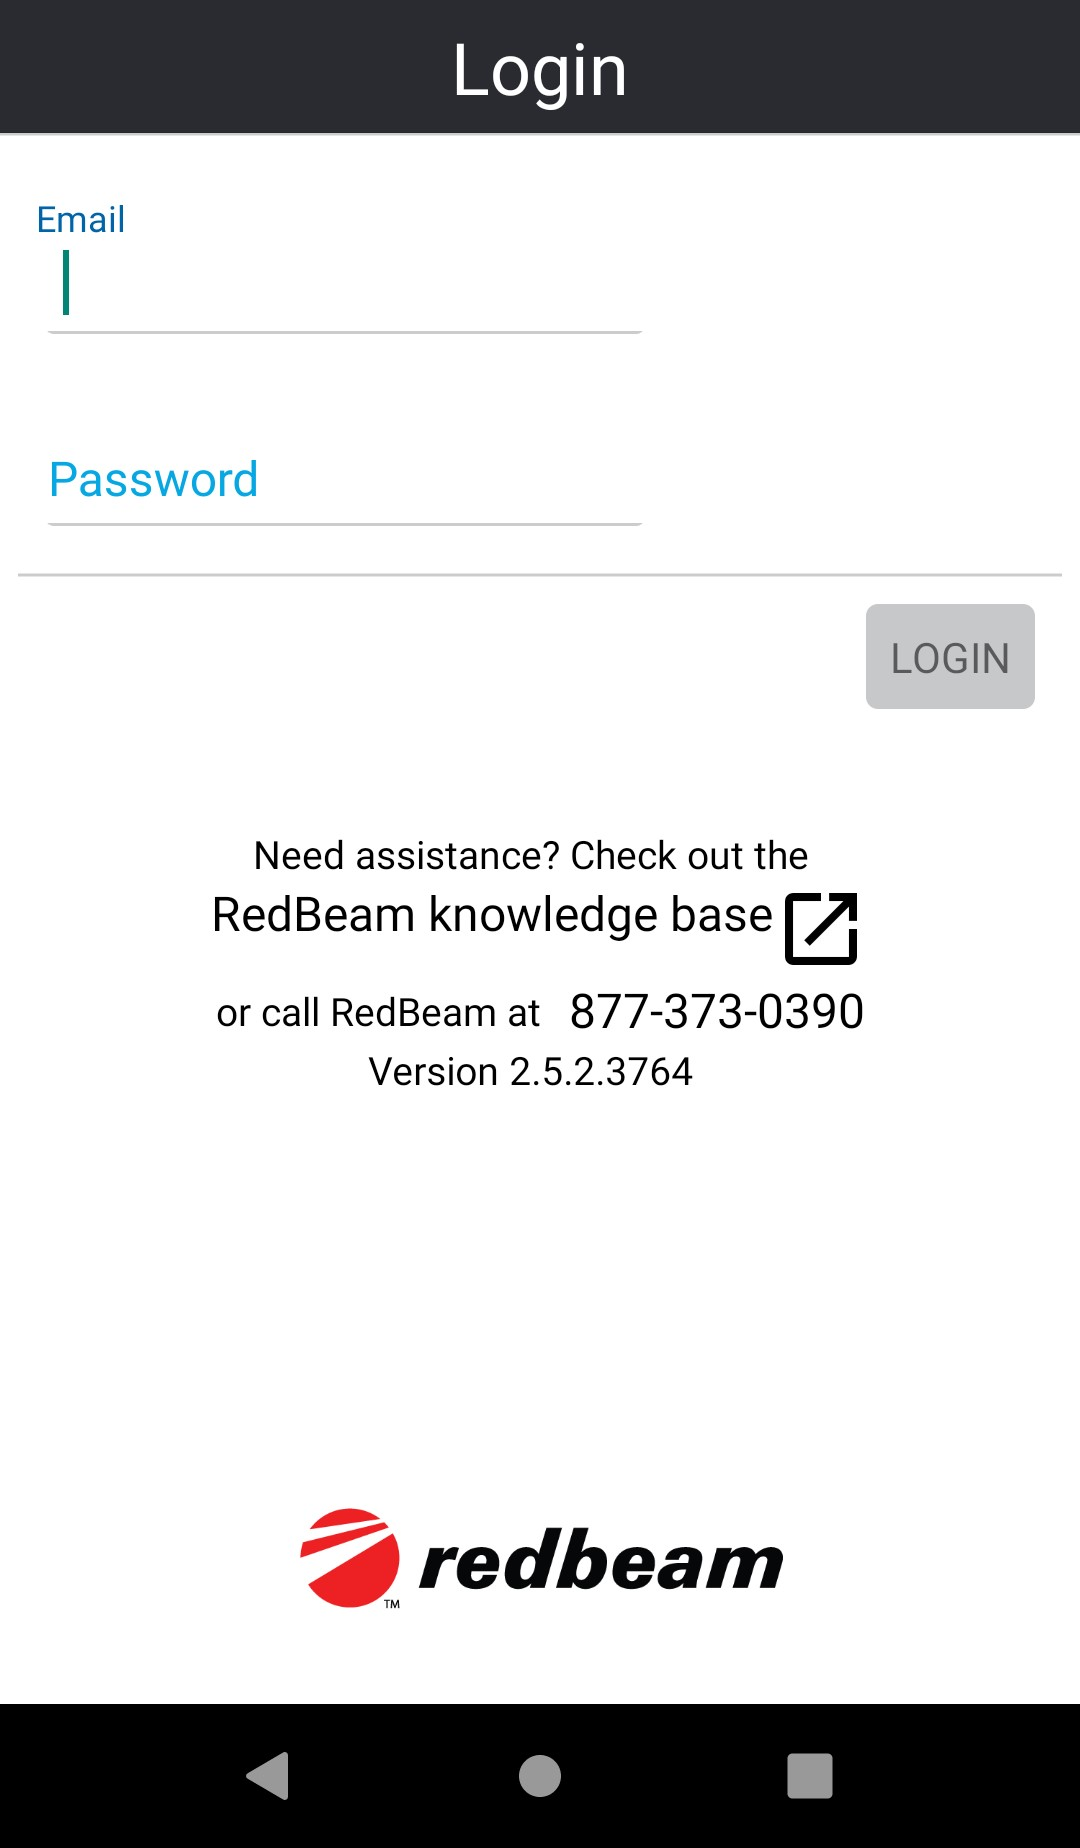 Login
Email
Password
LOGIN
Need assistance? Check out the
RedBeam knowledge base
or call RedBeam at 877-373-0390
Version 2.5.2.3764
redbeam
TM